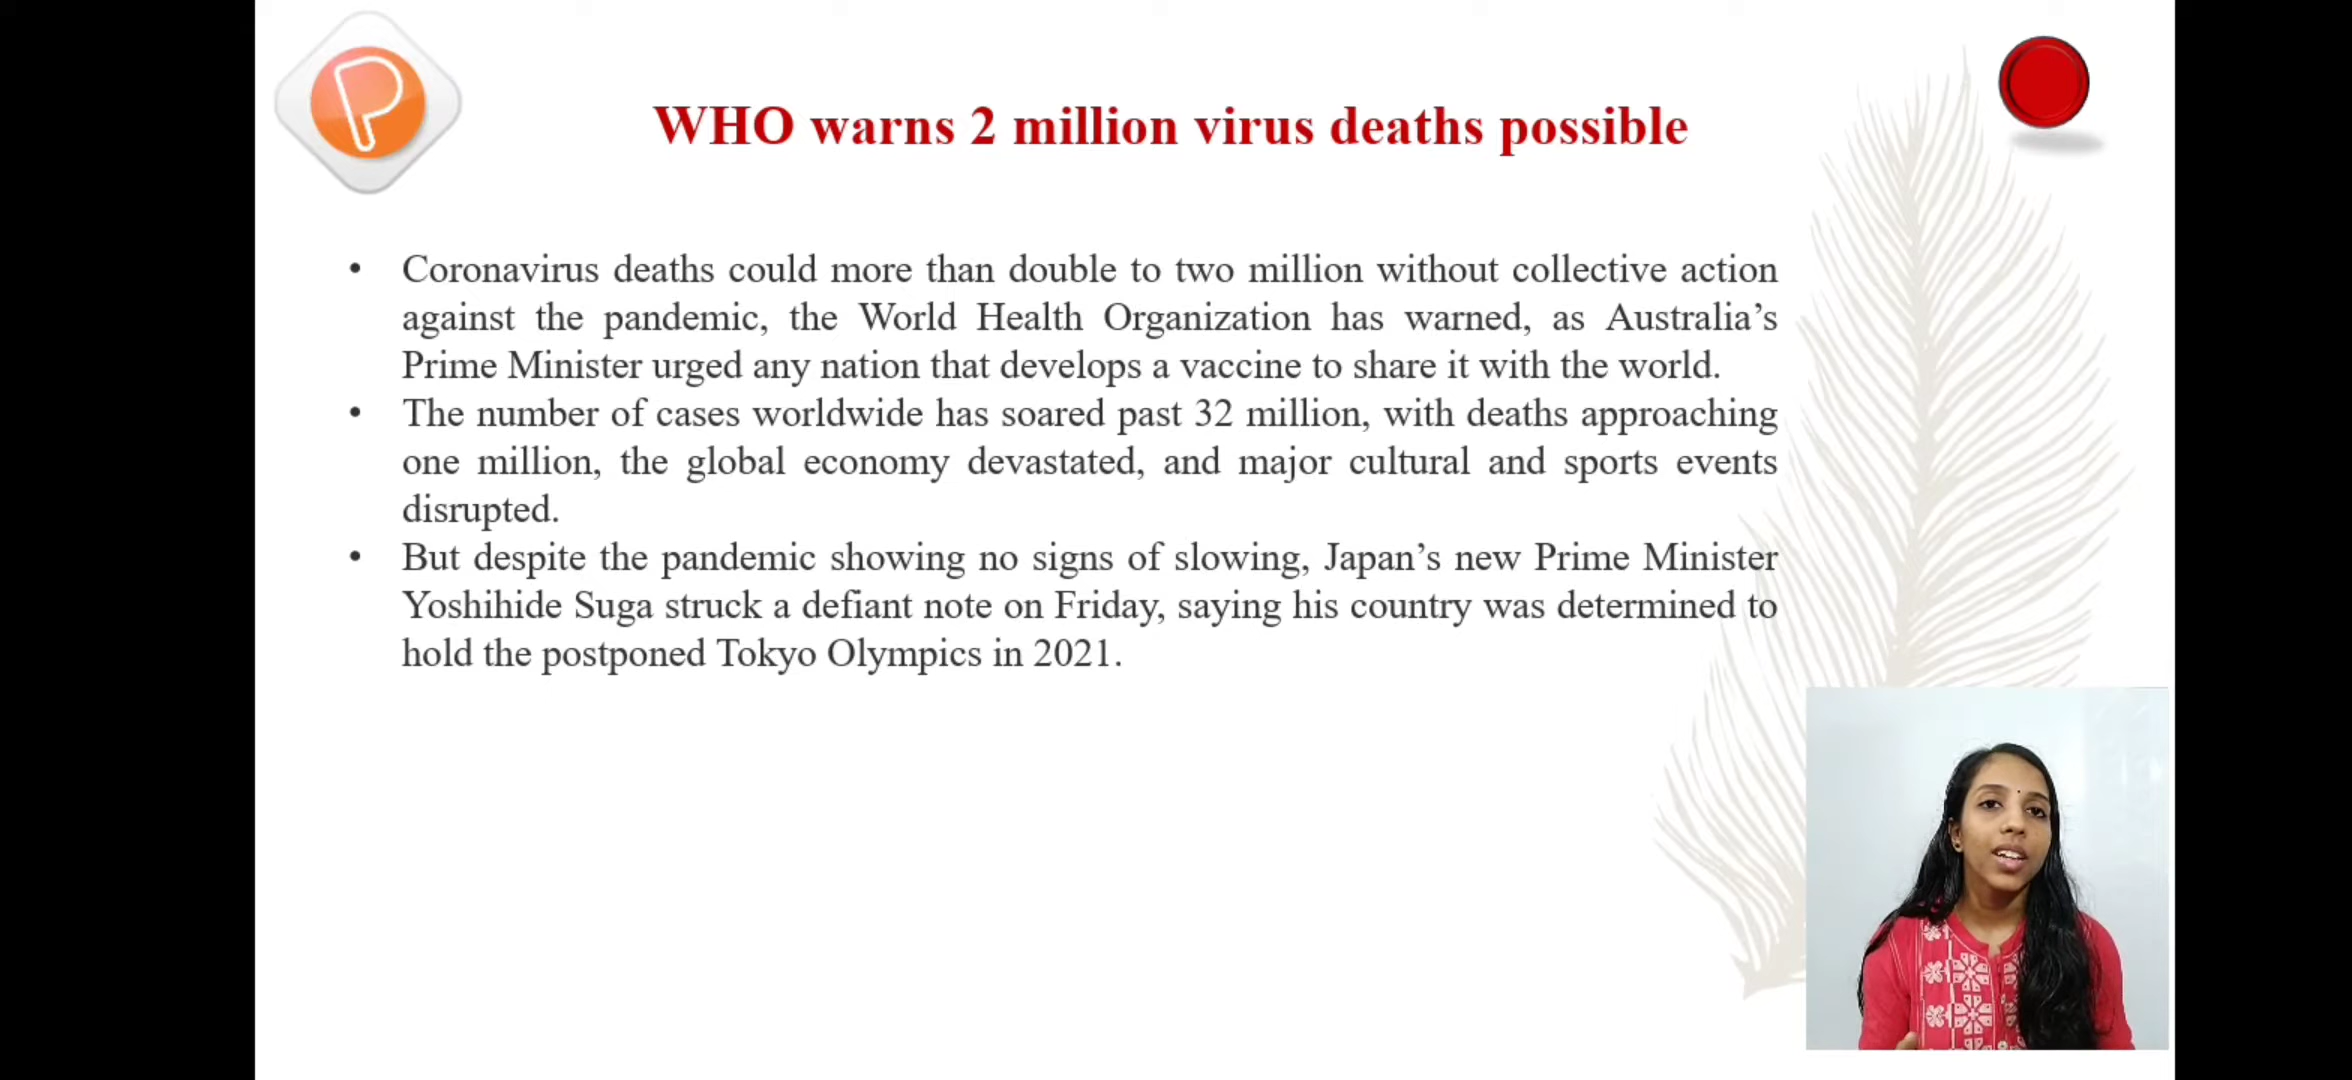 WHO warns 2 million virus deaths possible
• Coronavirus deaths could more than double to two million without collective action
against the pandemic, the World Health Organization has warned, as Australia’s
Prime Minister urged any nation that develops a vaccine to share it with the world.
• The number of cases worldwide has soared past 32 million, with deaths approaching
one million, the global economy devastated, and major cultural and sports events
disrupted.
• But despite the pandemic showing no signs of slowing, Japan’s new Prime Minister
Yoshihide Suga struck a defiant note on Friday, saying his country was determined to
hold the postponed Tokyo Olympics in 2021.